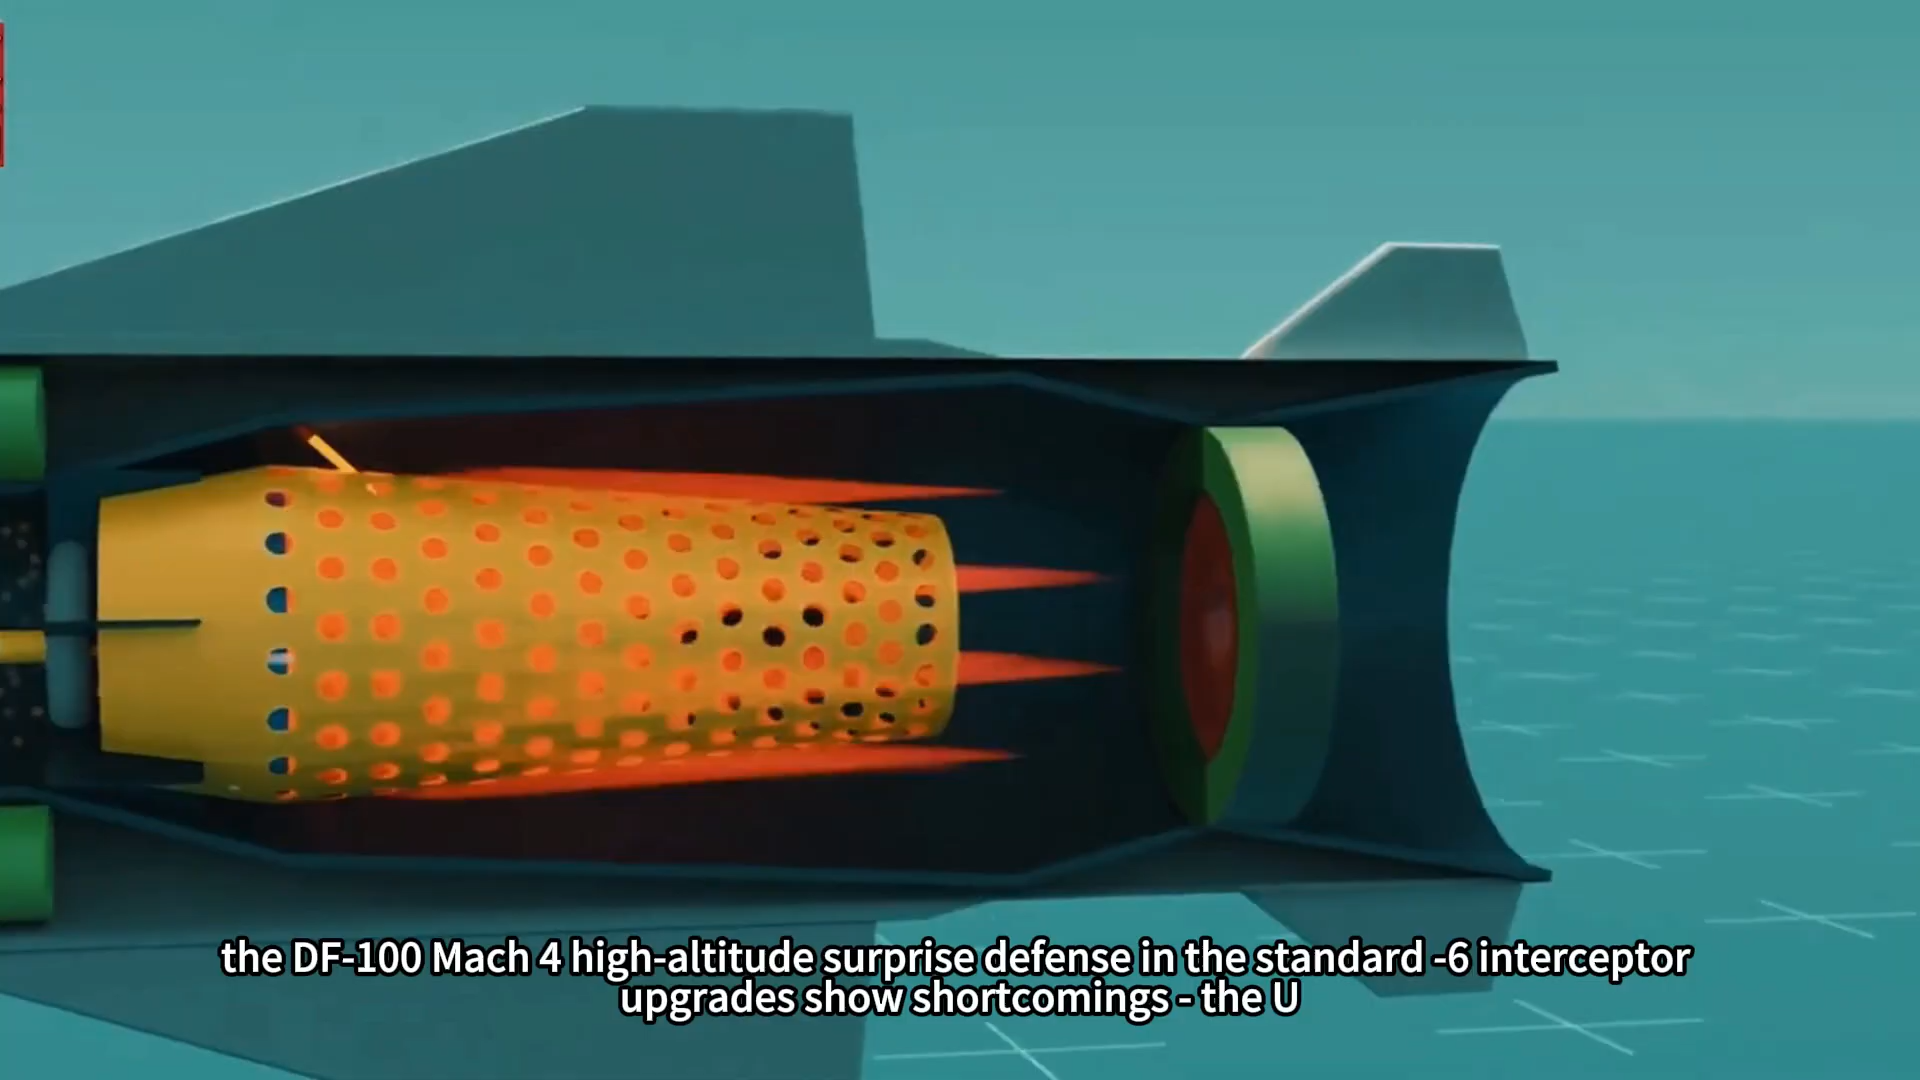 the DF-100 Mach 4 high-altitude surprise defense in the standard -6 interceptor
upgrades show shortcomings - the U